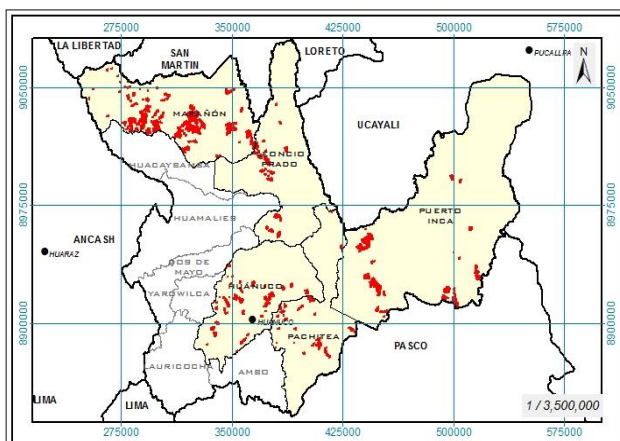 275000 350000 425000 500000 575000
LA LIBERTAD
SAN
MARTIN
LORETO
PUCALLPA
N
9050000
9050000
MARAÑÓN
UCAYALI
LEONCIO
PRADO
HUACAYBAMBA
8975000
8975000
HUAMALIES
PUERTO
INCA
ANCASH
HUARAZ
DOS DE
MAYO
YAROWILCA
HUÁNUCO
HUANUCO
8900000
8900000
PACHITEA
PASCO
LAURICOCHA
AMBO
LIMA
LIMA
1 / 3,500,000
275000 350000 425000 500000 575000